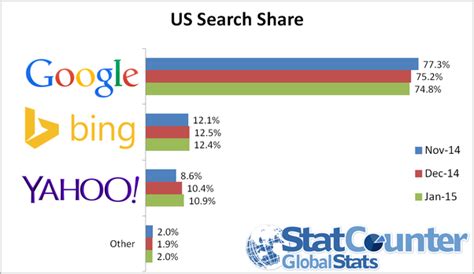 US Search Share
Google
77.3%
75.2%
74.8%
bing
12.1%
12.5%
12.4%
YAHOO!
8.6%
10.4%
10.9%
Other
2.0%
1.9%
2.0%
Nov-14
Dec-14
Jan-15
StatCounter
GlobalStats